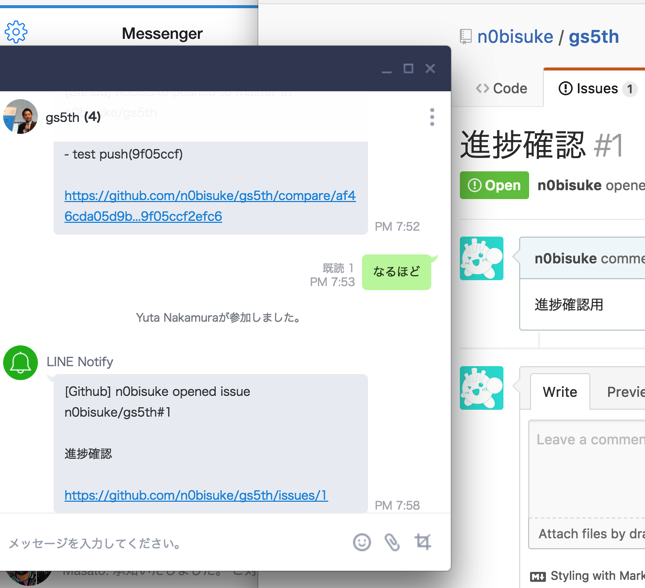 Messenger
gs5th (4)
- test push(9f05ccf)
https://github.com/n0bisuke/gs5th/compare/af4
6cda05d9b...9f05ccf2efc6
PM 7:52
既読 1
PM 7:53
なるほど
Yuta Nakamuraが参加しました。
LINE Notify
[Github] n0bisuke opened issue
n0bisuke/gs5th#1
進捗確認
https://github.com/n0bisuke/gs5th/issues/1
PM 7:58
メッセージを入力してください。
n0bisuke / gs5th
Code
Issues 1
進捗確認 #1
Open
n0bisuke opene
n0bisuke comme
進捗確認用
Write
Previe
Leave a commen
Attach files by dra
Styling with Mark